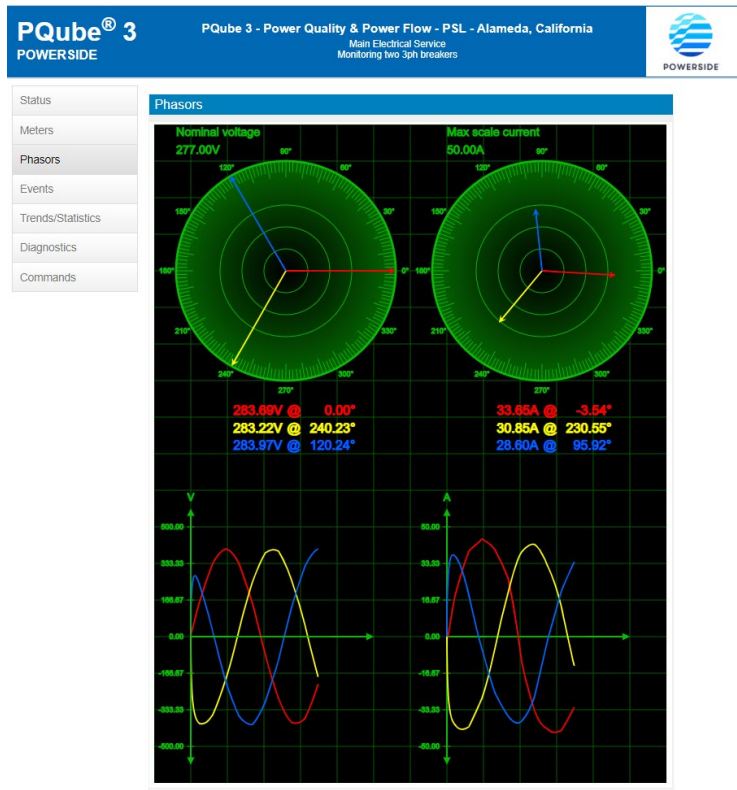 PQube® 3
POWERSIDE
PQube 3 - Power Quality & Power Flow - PSL - Alameda, California
Main Electrical Service
Monitoring two 3ph breakers
POWERSIDE
Status
Meters
Phasors
Events
Trends/Statistics
Diagnostics
Commands
Phasors
Nominal voltage
277.00V
90°
120°
60°
150°
30°
180°
0°
210°
330°
240°
300°
270°
283.69V @ 0.00°
283.22V @ 240.23°
283.97V @ 120.24°
Max scale current
50.00A
90°
120°
60°
150°
30°
180°
0°
210°
330°
240°
300°
270°
33.65A @ -3.54°
30.85A @ 230.55°
28.60A @ 95.92°
V
500.00
333.33
166.67
0.00
-166.67
-333.33
-500.00
A
50.00
33.33
16.67
0.00
-16.67
-33.33
-50.00